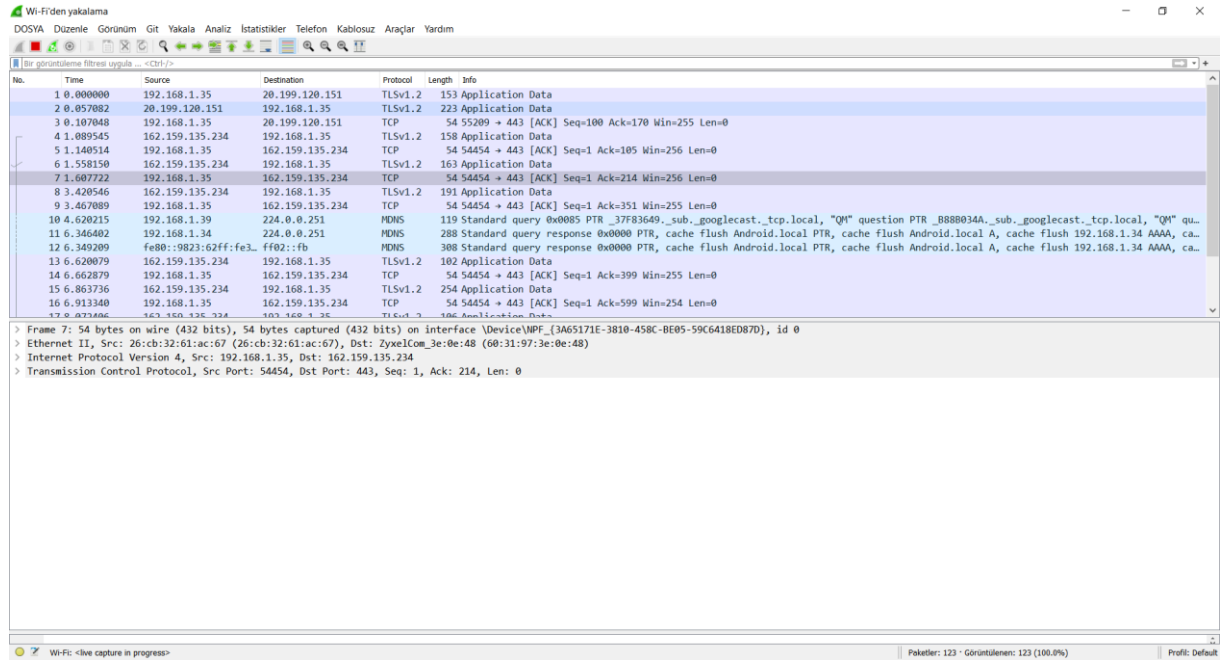 Wi-Fi'den yakalama
DOSYA Düzenle Görünüm Git Yakala Analiz İstatistikler Telefon Kablosuz Araçlar Yardım
Bir görüntüleme filtresi uygula ... <Ctrl-/>
No. Time Source Destination Protocol Length Info
1 0.000000 192.168.1.35 20.199.120.151 TLSv1.2 153 Application Data
2 0.057082 20.199.120.151 192.168.1.35 TLSv1.2 223 Application Data
3 0.107048 192.168.1.35 20.199.120.151 TCP 54 55209 → 443 [ACK] Seq=100 Ack=170 Win=255 Len=0
4 1.089545 162.159.135.234 192.168.1.35 TLSv1.2 158 Application Data
5 1.140514 192.168.1.35 162.159.135.234 TCP 54 54454 → 443 [ACK] Seq=1 Ack=105 Win=256 Len=0
6 1.558150 162.159.135.234 192.168.1.35 TLSv1.2 163 Application Data
7 1.607722 192.168.1.35 162.159.135.234 TCP 54 54454 → 443 [ACK] Seq=1 Ack=214 Win=256 Len=0
8 3.420546 162.159.135.234 192.168.1.35 TLSv1.2 191 Application Data
9 3.467089 192.168.1.35 162.159.135.234 TCP 54 54454 → 443 [ACK] Seq=1 Ack=351 Win=255 Len=0
10 4.620215 192.168.1.39 224.0.0.251 MDNS 119 Standard query 0x0085 PTR _37F83649._sub._googlecast._tcp.local, "QM" question PTR _B8B034A._sub._googlecast._tcp.local, "QM" qu...
11 6.346402 192.168.1.34 224.0.0.251 MDNS 288 Standard query response 0x0000 PTR, cache flush Android.local PTR, cache flush Android.local A, cache flush 192.168.1.34 AAAA, ca...
12 6.349209 fe80::9823:62ff:fe3... ff02::fb MDNS 308 Standard query response 0x0000 PTR, cache flush Android.local PTR, cache flush Android.local A, cache flush 192.168.1.34 AAAA, ca...
13 6.620079 162.159.135.234 192.168.1.35 TLSv1.2 102 Application Data
14 6.662879 192.168.1.35 162.159.135.234 TCP 54 54454 → 443 [ACK] Seq=1 Ack=399 Win=255 Len=0
15 6.863736 162.159.135.234 192.168.1.35 TLSv1.2 254 Application Data
16 6.913340 192.168.1.35 162.159.135.234 TCP 54 54454 → 443 [ACK] Seq=1 Ack=599 Win=254 Len=0
17 8.072406 162.159.135.234 192.168.1.35 TLSv1.2 106 Application Data
> Frame 7: 54 bytes on wire (432 bits), 54 bytes captured (432 bits) on interface \Device\NPF_{3A65171E-3810-458C-BE05-59C6418ED87D}, id 0
> Ethernet II, Src: 26:cb:32:61:ac:67 (26:cb:32:61:ac:67), Dst: ZyxelCom_3e:0e:48 (60:31:97:3e:0e:48)
> Internet Protocol Version 4, Src: 192.168.1.35, Dst: 162.159.135.234
> Transmission Control Protocol, Src Port: 54454, Dst Port: 443, Seq: 1, Ack: 214, Len: 0
Wi-Fi: <live capture in progress> Paketler: 123 · Görüntülenen: 123 (100.0%) Profil: Default